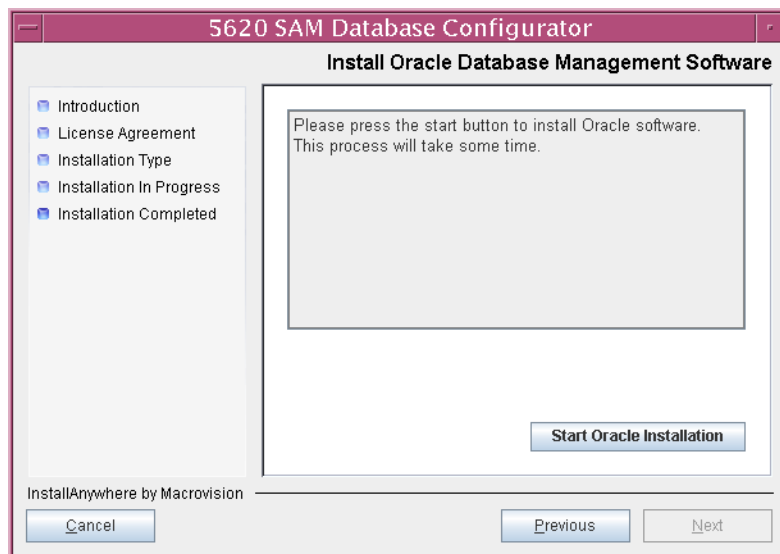 5620 SAM Database Configurator
Install Oracle Database Management Software
Introduction
License Agreement
Installation Type
Installation In Progress
Installation Completed
Please press the start button to install Oracle software.
This process will take some time.
Start Oracle Installation
InstallAnywhere by Macrovision
Cancel
Previous
Next